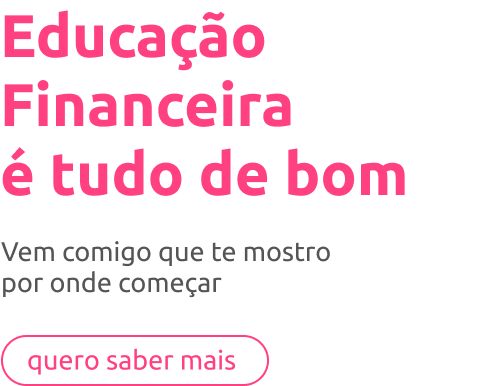 Educação
Financeira
é tudo de bom
Vem comigo que te mostro
por onde começar
quero saber mais